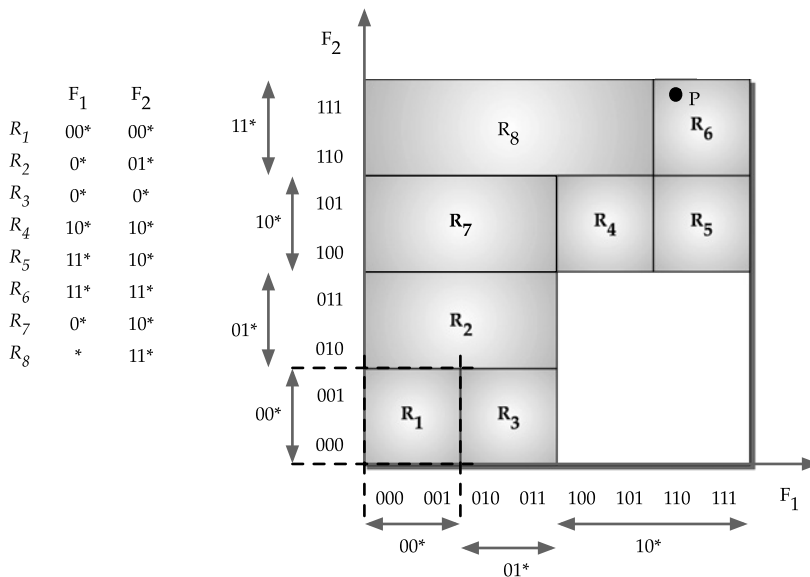 F1 F2
R1 00* 00*
R2 0* 01*
R3 0* 0*
R4 10* 10*
R5 11* 10*
R6 11* 11*
R7 0* 10*
R8 * 11*
F2
11*
10*
01*
00*
111
110
101
100
011
010
001
000
P
R8 R6
R7 R4 R5
R2
R1 R3
000 001 010 011 100 101 110 111 F1
00* 10*
01*